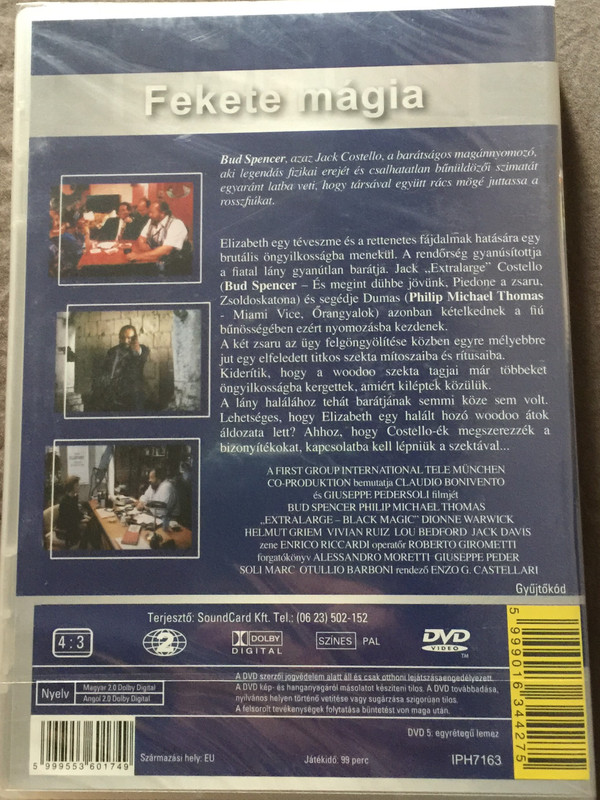 Fekete mágia
Bud Spencer, azaz Jack Costello, a barátságos magánnyomozó,
aki legendás fizikai erejét és csalhatatlan bűnüldözői szimatát
egyaránt latba veti, hogy társával együtt rács mögé juttassa a
rosszfiukat.
Elizabeth egy téveszme és a rettenetes fájdalmak hatására egy
brutális öngyilkosságba menekül. A rendőrség gyanúsítottja
a fiatal lány gyanútlan barátja. Jack „Extralarge” Costello
(Bud Spencer – És megint dühbe jövünk, Piedone a zsaru,
Zsoldoskatona) és segédje Dumas (Philip Michael Thomas
- Miami Vice, Őrangyalok) azonban kételkednek a fiú
bűnösségében ezért nyomozásba kezdenek.
A két zsaru az ügy felgöngyölítése közben egyre mélyebbre
jut egy elfeledett titkos szekta mítoszaiba és rítusaiba.
Kiderítik, hogy a woodoo szekta tagjai már többeket
öngyilkosságba kergettek, amiért kiléptek közülük.
A lány halálához tehát barátjának semmi köze sem volt.
Lehetséges, hogy Elizabeth egy halált hozó woodoo átok
áldozata lett? Ahhoz, hogy Costello-ék megszerezzék a
bizonyítékokat, kapcsolatba kell lépniük a szektával...
A FIRST GROUP INTERNATIONAL TELE MÜNCHEN
CO-PRODUKTION bemutatja CLAUDIO BONIVENTO
és GIUSEPPE PEDERSOLI filmjét
BUD SPENCER PHILIP MICHAEL THOMAS
„EXTRALARGE – BLACK MAGIC” DIONNE WARWICK
HELMUT GRIEM VIVIAN RUIZ LOU BEDFORD JACK DAVIS
zene ENRICO RICCARDI operatőr ROBERTO GIROMETTI
forgatókönyv ALESSANDRO MORETTI GIUSEPPE PEDER
SOLI MARC OTULLIO BARBONI rendező ENZO G. CASTELLARI
Gyűjtőkód
Terjesztő: SoundCard Kft. Tel.: (06 23) 502-152
4:3
2
DOLBY
DIGITAL
SZÍNES PAL
DVD
VIDEO
TM
Nyelv
Magyar 2.0 Dolby Digital
Angol 2.0 Dolby Digital
A DVD szerzői jogvédelem alatt áll és csak otthoni lejátszásaengedélyezett.
A DVD kép- és hanganyagáról másolatot készíteni tilos. A DVD továbbadása,
nyilvános helyen történő vetítése vagy sugárzása szigorúan tilos.
A felsorolt tevékenységek folytatása büntetést von maga után.
DVD 5: egyrétegű lemez
5 999553 601749
Származási hely: EU
Játékidő: 99 perc
IPH7163
5 999016 344275